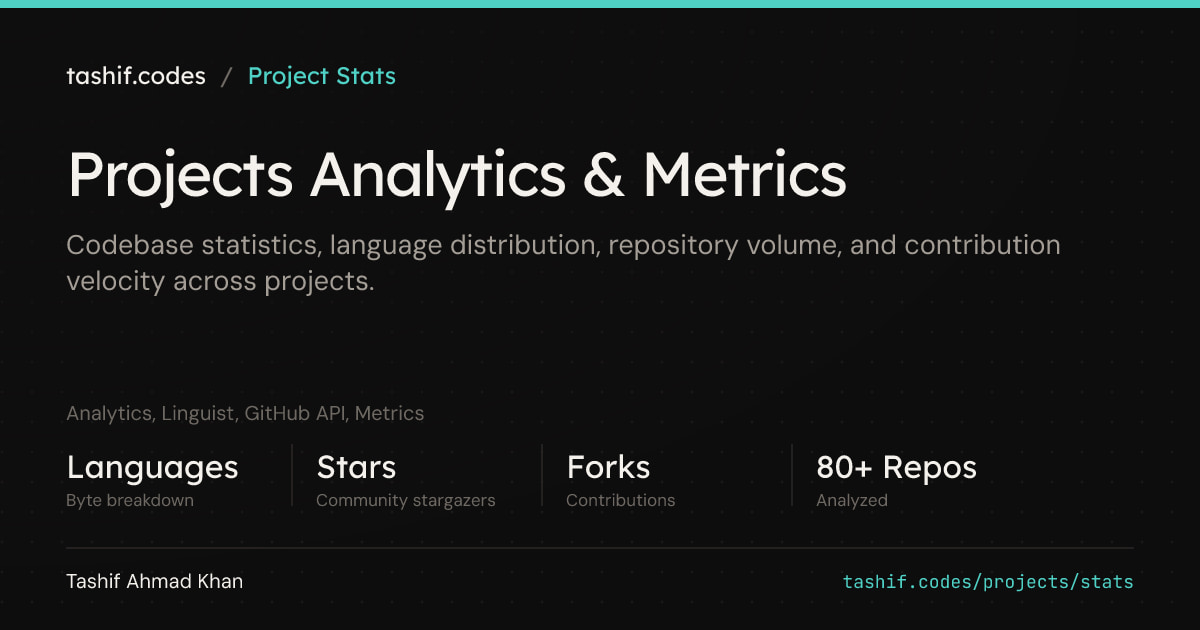 tashif.codes / Project Stats
Projects Analytics & Metrics
Codebase statistics, language distribution, repository volume, and contribution
velocity across projects.
Analytics, Linguist, GitHub API, Metrics
Languages
Byte breakdown
Stars
Community stargazers
Forks
Contributions
80+ Repos
Analyzed
Tashif Ahmad Khan
tashif.codes/projects/stats